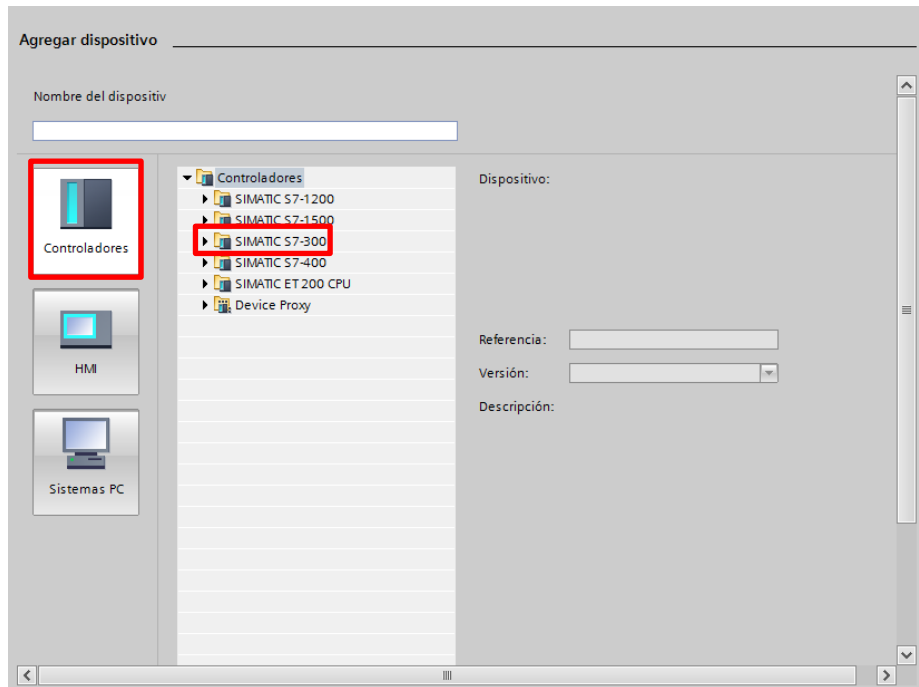 Agregar dispositivo
Nombre del dispositiv
Controladores
HMI
Sistemas PC
Controladores
SIMATIC S7-1200
SIMATIC S7-1500
SIMATIC S7-300
SIMATIC S7-400
SIMATIC ET 200 CPU
Device Proxy
Dispositivo:
Referencia:
Versión:
Descripción: